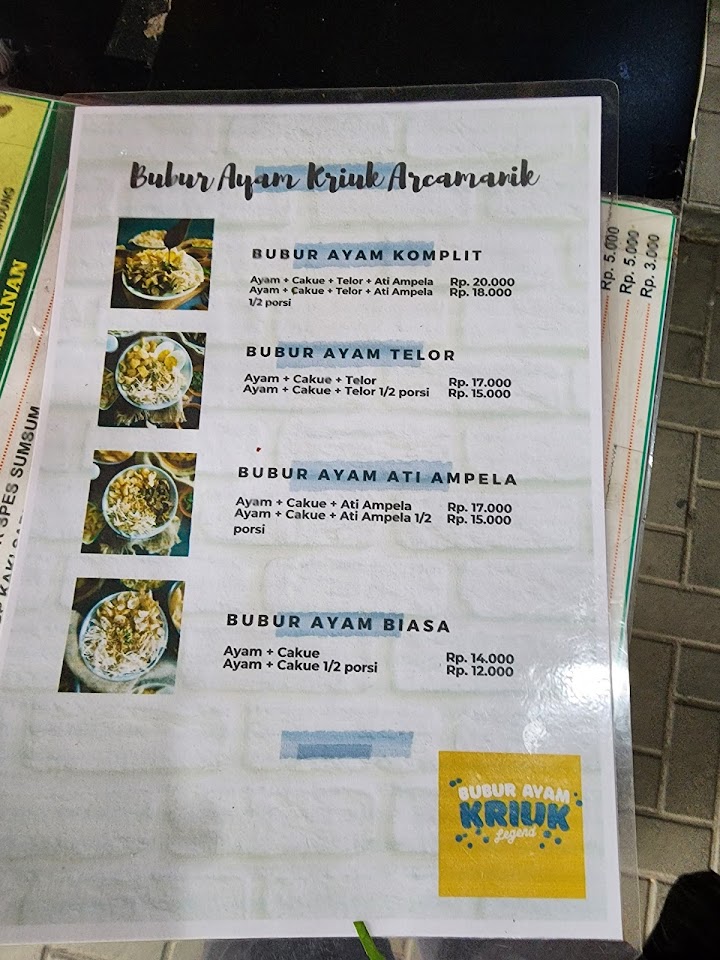 Bubur Ayam Kriuk Arcamanik
BUBUR AYAM KOMPLIT
Ayam + Cakue + Telor + Ati Ampela Rp. 20.000
Ayam + Cakue + Telor + Ati Ampela Rp. 18.000
1/2 porsi
BUBUR AYAM TELOR
Ayam + Cakue + Telor Rp. 17.000
Ayam + Cakue + Telor 1/2 porsi Rp. 15.000
BUBUR AYAM ATI AMPELA
Ayam + Cakue + Ati Ampela Rp. 17.000
Ayam + Cakue + Ati Ampela 1/2 Rp. 15.000
porsi
BUBUR AYAM BIASA
Ayam + Cakue Rp. 14.000
Ayam + Cakue 1/2 porsi Rp. 12.000
BUBUR AYAM
KRIUK
Legend
Rp. 5.000
Rp. 5.000
Rp. 3.000
SUMSUM
KAKI